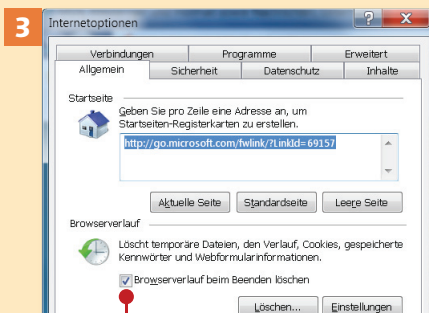 3
Internetoptionen
Verbindungen Programme Erweitert
Allgemein Sicherheit Datenschutz Inhalte
Startseite
Geben Sie pro Zeile eine Adresse an, um
Startseiten-Registerkarten zu erstellen.
http://go.microsoft.com/fwlink/?LinkId=69157
Aktuelle Seite Standardseite Leere Seite
Browserverlauf
Löscht temporäre Dateien, den Verlauf, Cookies, gespeicherte
Kennwörter und Webformularinformationen.
Browserverlauf beim Beenden löschen
Löschen... Einstellungen